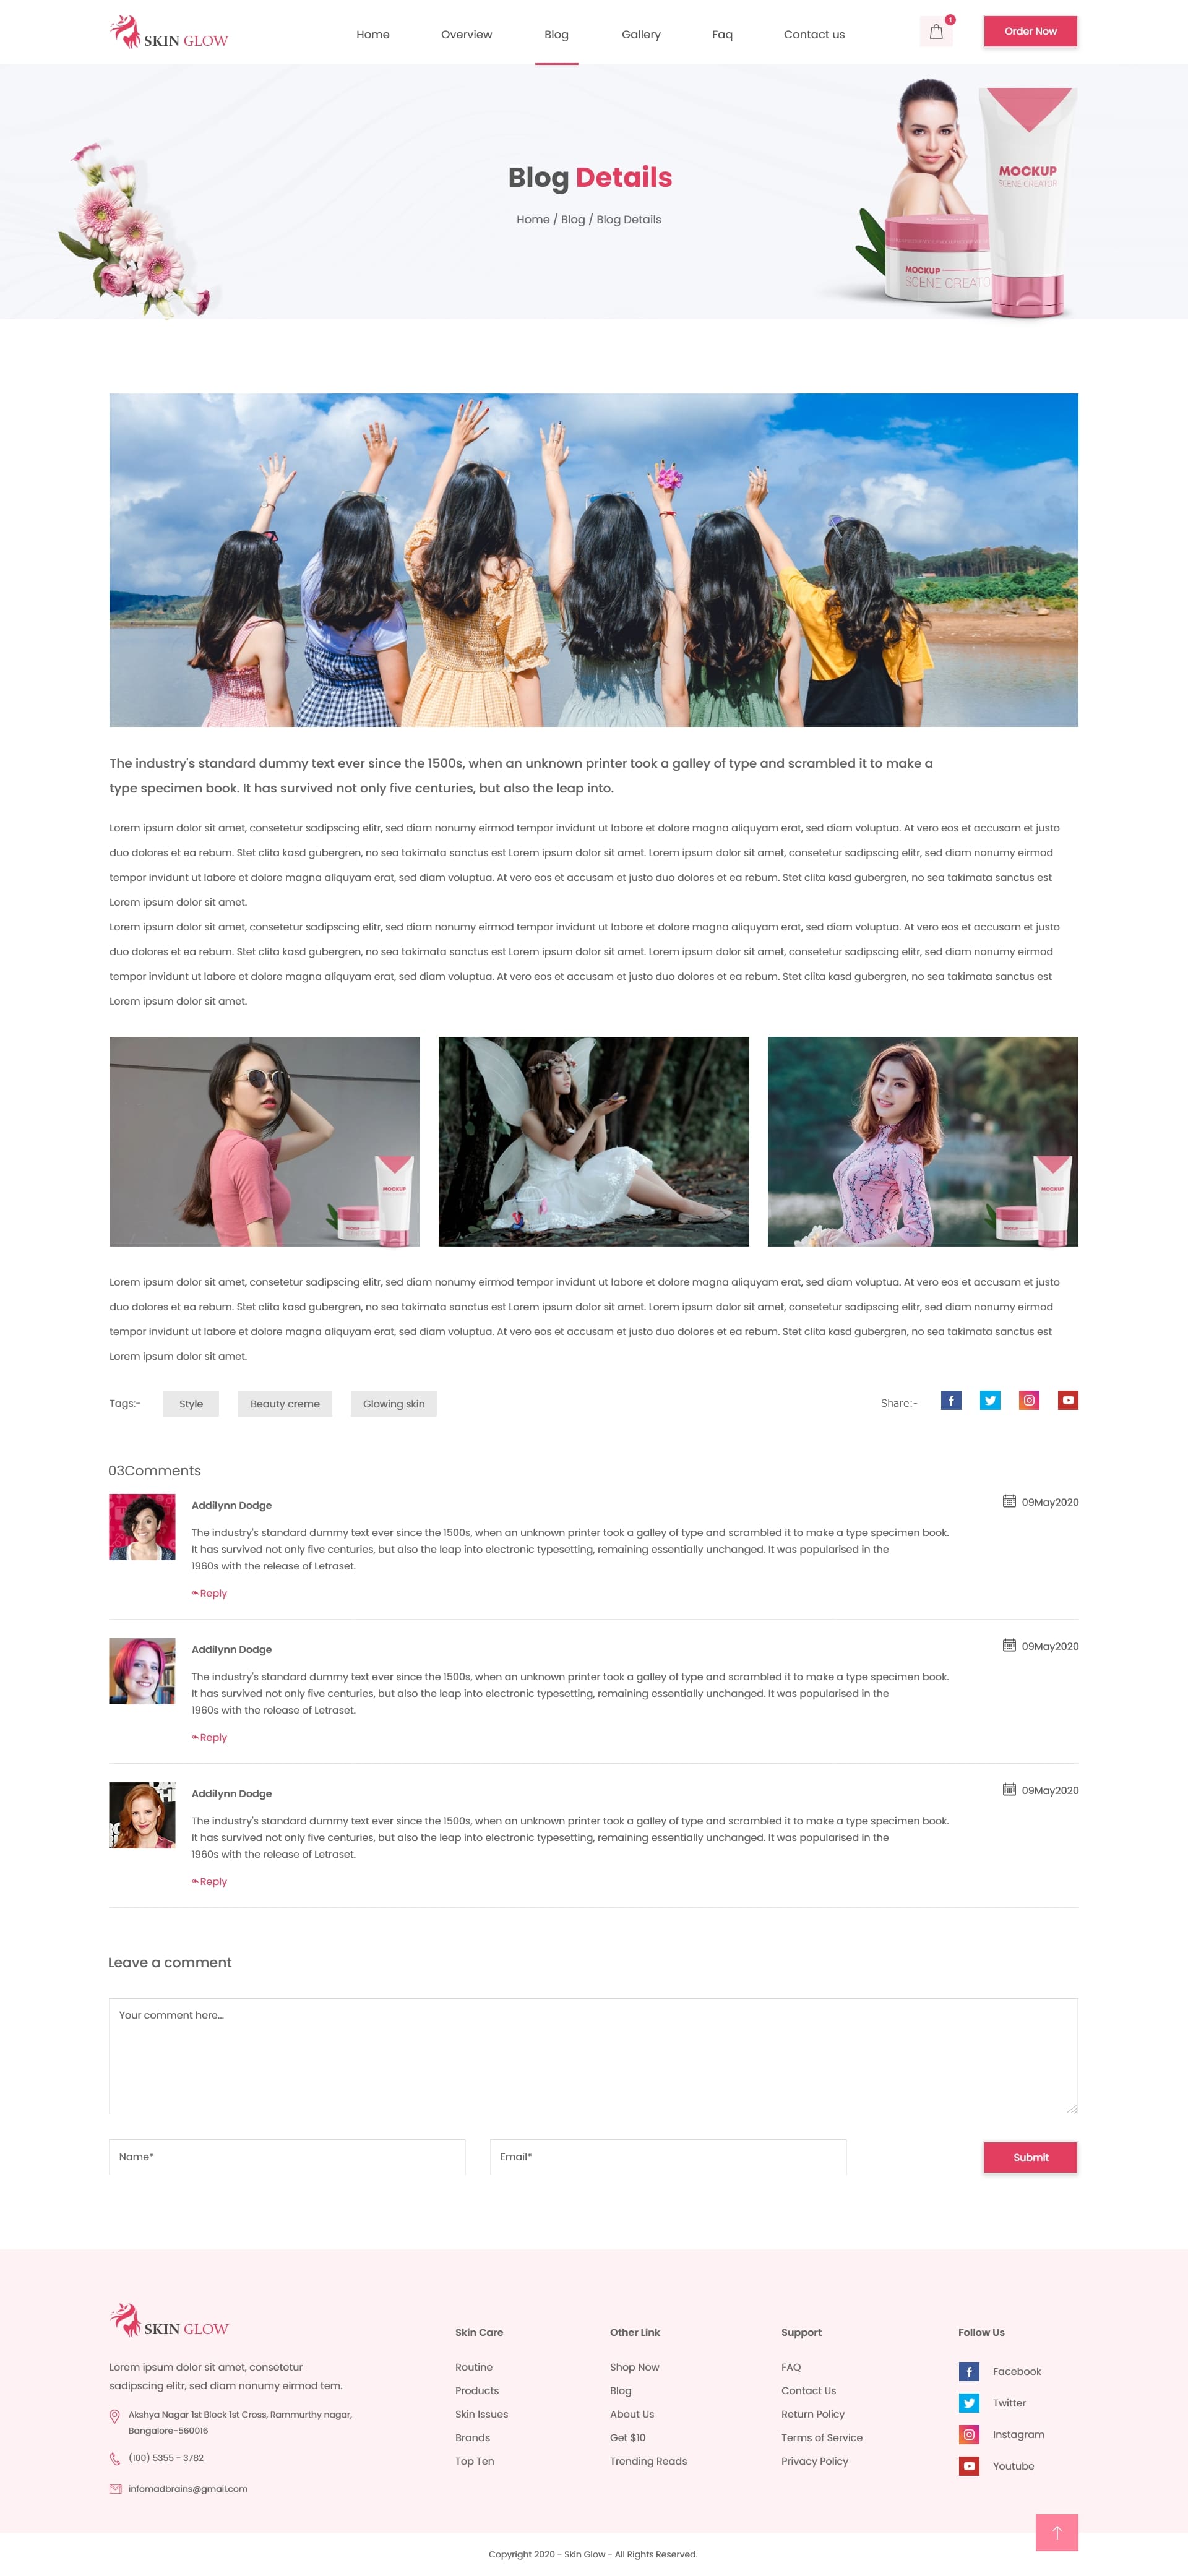 SKIN GLOW
Home
Overview
Blog
Gallery
Faq
Contact us
1
Order Now
Blog Details
Home / Blog / Blog Details
MOCKUP
SCENE CREATOR
MOCKUP
SCENE CREATO
The industry's standard dummy text ever since the 1500s, when an unknown printer took a galley of type and scrambled it to make a
type specimen book. It has survived not only five centuries, but also the leap into.
Lorem ipsum dolor sit amet, consetetur sadipscing elitr, sed diam nonumy eirmod tempor invidunt ut labore et dolore magna aliquyam erat, sed diam voluptua. At vero eos et accusam et justo
duo dolores et ea rebum. Stet clita kasd gubergren, no sea takimata sanctus est Lorem ipsum dolor sit amet. Lorem ipsum dolor sit amet, consetetur sadipscing elitr, sed diam nonumy eirmod
tempor invidunt ut labore et dolore magna aliquyam erat, sed diam voluptua. At vero eos et accusam et justo duo dolores et ea rebum. Stet clita kasd gubergren, no sea takimata sanctus est
Lorem ipsum dolor sit amet.
Lorem ipsum dolor sit amet, consetetur sadipscing elitr, sed diam nonumy eirmod tempor invidunt ut labore et dolore magna aliquyam erat, sed diam voluptua. At vero eos et accusam et justo
duo dolores et ea rebum. Stet clita kasd gubergren, no sea takimata sanctus est Lorem ipsum dolor sit amet. Lorem ipsum dolor sit amet, consetetur sadipscing elitr, sed diam nonumy eirmod
tempor invidunt ut labore et dolore magna aliquyam erat, sed diam voluptua. At vero eos et accusam et justo duo dolores et ea rebum. Stet clita kasd gubergren, no sea takimata sanctus est
Lorem ipsum dolor sit amet.
MOCKUP
MOCKUP
MOCKUP
MOCKUP
Lorem ipsum dolor sit amet, consetetur sadipscing elitr, sed diam nonumy eirmod tempor invidunt ut labore et dolore magna aliquyam erat, sed diam voluptua. At vero eos et accusam et justo
duo dolores et ea rebum. Stet clita kasd gubergren, no sea takimata sanctus est Lorem ipsum dolor sit amet. Lorem ipsum dolor sit amet, consetetur sadipscing elitr, sed diam nonumy eirmod
tempor invidunt ut labore et dolore magna aliquyam erat, sed diam voluptua. At vero eos et accusam et justo duo dolores et ea rebum. Stet clita kasd gubergren, no sea takimata sanctus est
Lorem ipsum dolor sit amet.
Tags:-
Style
Beauty creme
Glowing skin
Share:-
03Comments
Addilynn Dodge
09May2020
The industry's standard dummy text ever since the 1500s, when an unknown printer took a galley of type and scrambled it to make a type specimen book.
It has survived not only five centuries, but also the leap into electronic typesetting, remaining essentially unchanged. It was popularised in the
1960s with the release of Letraset.
Reply
Addilynn Dodge
09May2020
The industry's standard dummy text ever since the 1500s, when an unknown printer took a galley of type and scrambled it to make a type specimen book.
It has survived not only five centuries, but also the leap into electronic typesetting, remaining essentially unchanged. It was popularised in the
1960s with the release of Letraset.
Reply
Addilynn Dodge
09May2020
The industry's standard dummy text ever since the 1500s, when an unknown printer took a galley of type and scrambled it to make a type specimen book.
It has survived not only five centuries, but also the leap into electronic typesetting, remaining essentially unchanged. It was popularised in the
1960s with the release of Letraset.
Reply
Leave a comment
Your comment here...
Name*
Email*
Submit
SKIN GLOW
Lorem ipsum dolor sit amet, consetetur
sadipscing elitr, sed diam nonumy eirmod tem.
Akshya Nagar 1st Block 1st Cross, Rammurthy nagar,
Bangalore-560016
(100) 5355 - 3782
infomadbrains@gmail.com
Skin Care
Routine
Products
Skin Issues
Brands
Top Ten
Other Link
Shop Now
Blog
About Us
Get $10
Trending Reads
Support
FAQ
Contact Us
Return Policy
Terms of Service
Privacy Policy
Follow Us
Facebook
Twitter
Instagram
Youtube
Copyright 2020 - Skin Glow - All Rights Reserved.